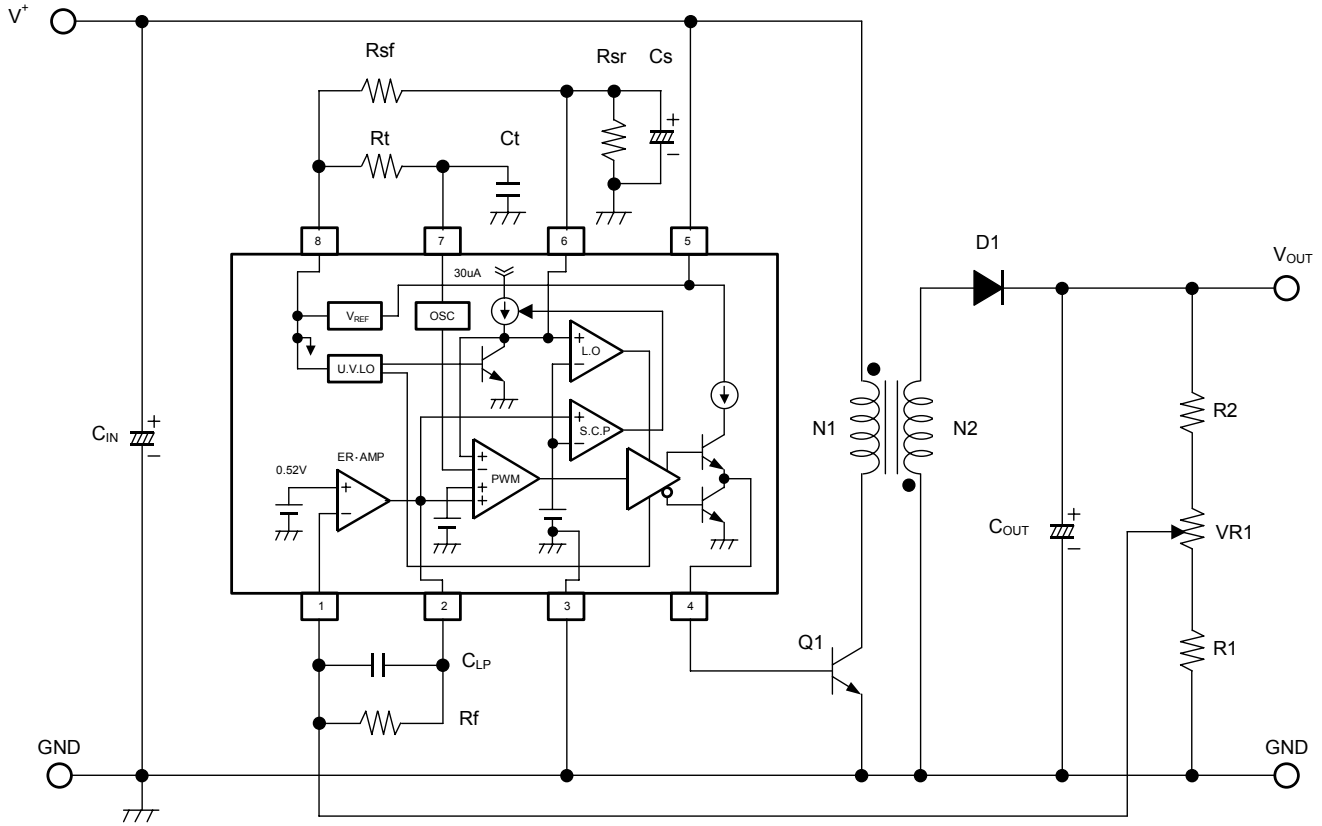 V+
Rsf
Rsr
Cs
Rt
Ct
8
7
6
5
30uA
VREF
OSC
U.V.LO
L.O
S.C.P
+
−
+
−
ER·AMP
0.52V
+
−
PWM
+
−
+
+
1
2
3
4
CIN
+
−
+
−
CLP
Rf
Q1
N1
N2
D1
VOUT
R2
COUT
+
−
VR1
R1
GND
GND